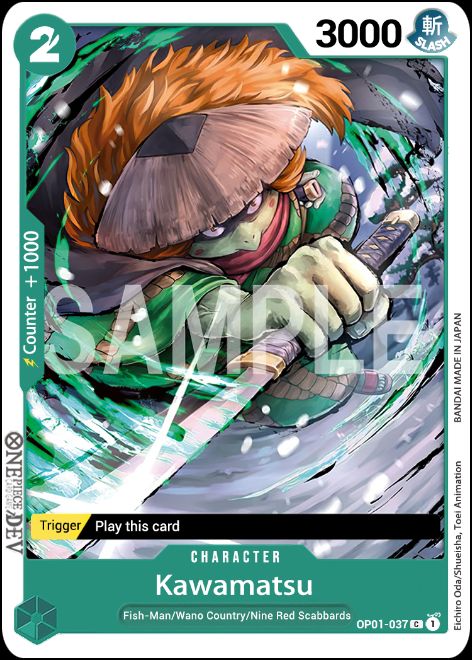 2
3000
斬
SLASH
⚡Counter +1000
SAMPLE
BANDAI MADE IN JAPAN
Eiichiro Oda/Shueisha, Toei Animation
ONE PIECE
CARD GAME
DEV
Trigger Play this card
CHARACTER
Kawamatsu
Fish-Man/Wano Country/Nine Red Scabbards
OP01-037 C 1